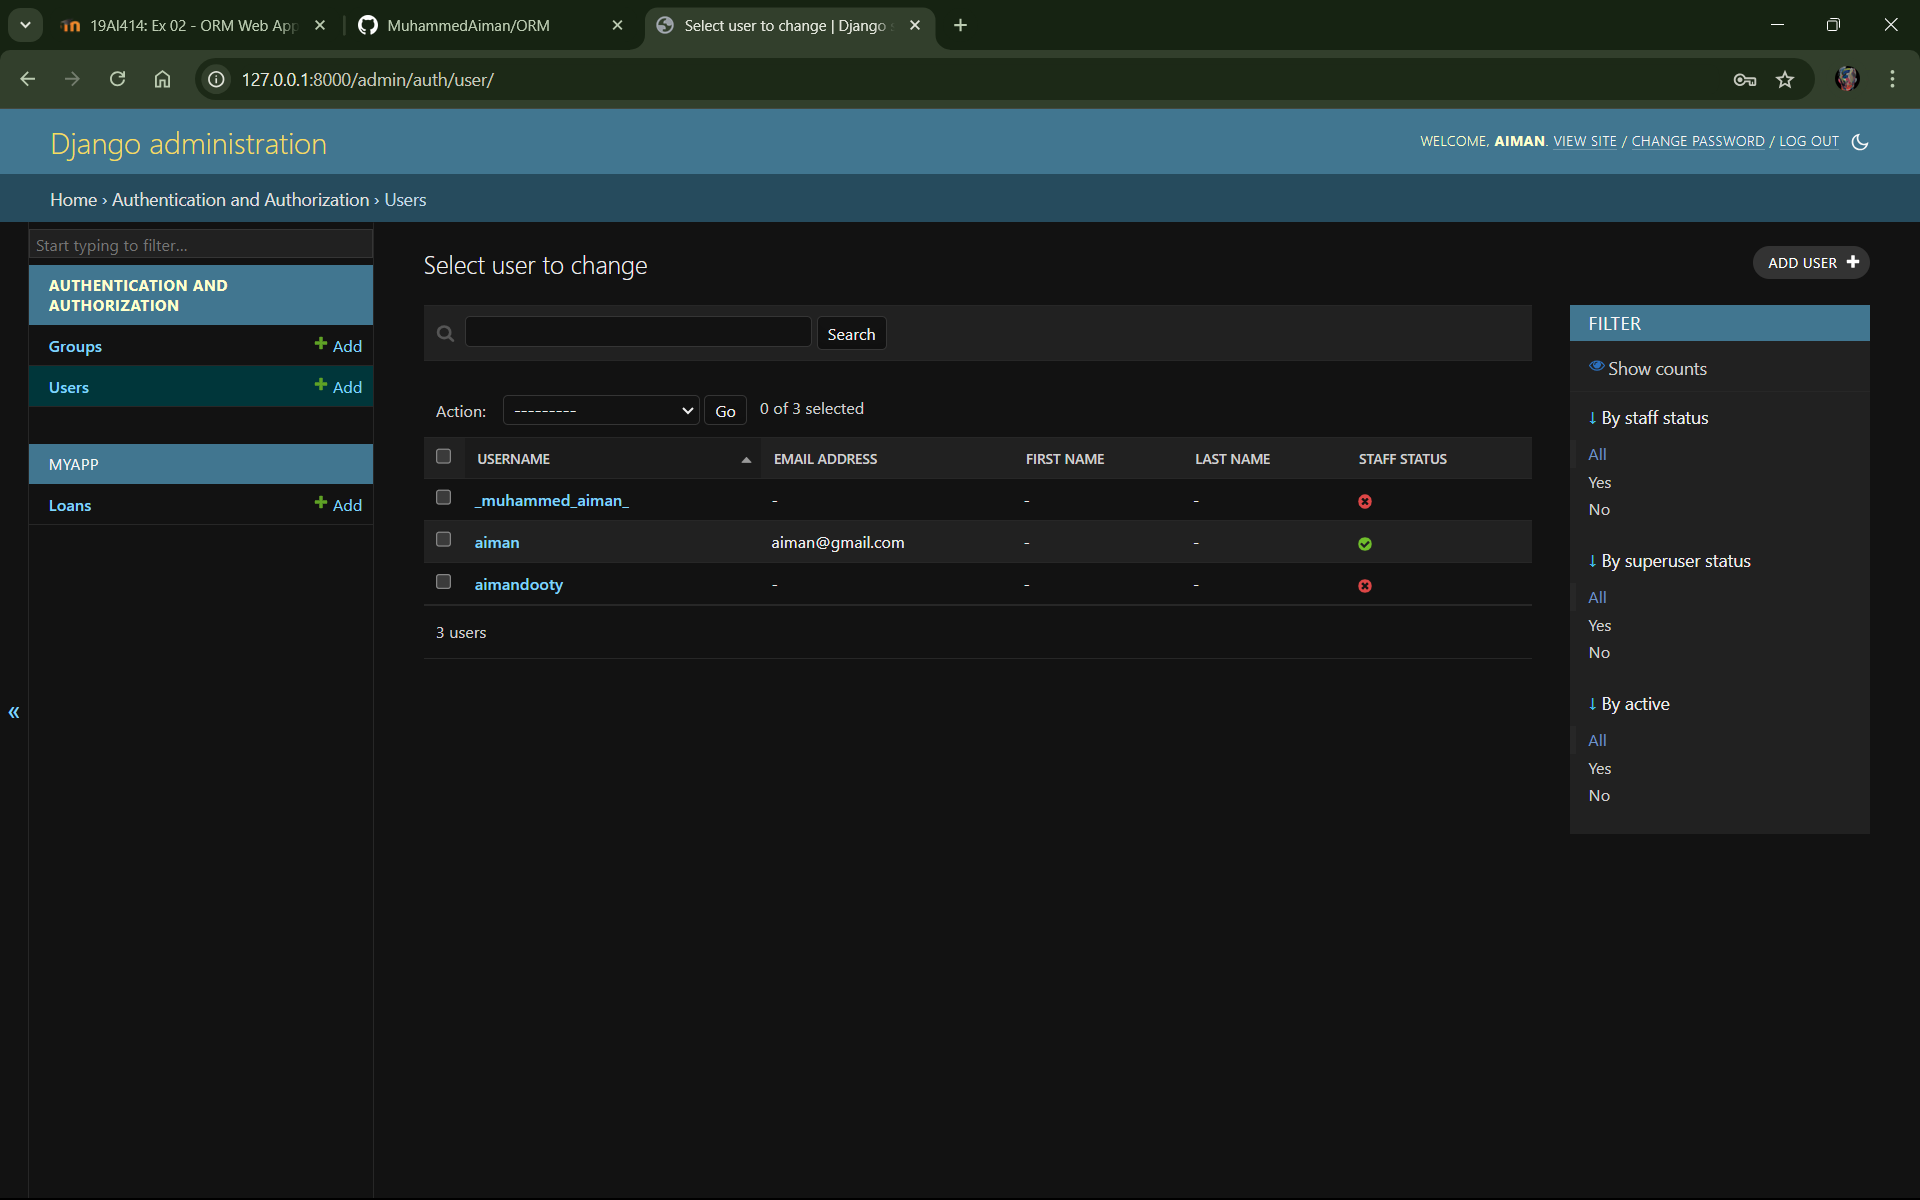 19AI414: Ex 02 - ORM Web App
MuhammedAiman/ORM
Select user to change | Django
127.0.0.1:8000/admin/auth/user/
Django administration
WELCOME, AIMAN. VIEW SITE / CHANGE PASSWORD / LOG OUT
Home › Authentication and Authorization › Users
Start typing to filter...
AUTHENTICATION AND
AUTHORIZATION
Groups + Add
Users + Add
MYAPP
Loans + Add
Select user to change
ADD USER +
Search
Action: --------- Go 0 of 3 selected
USERNAME EMAIL ADDRESS FIRST NAME LAST NAME STAFF STATUS
_muhammed_aiman_ - - -
aiman aiman@gmail.com - -
aimandooty - - -
3 users
FILTER
Show counts
↓ By staff status
All
Yes
No
↓ By superuser status
All
Yes
No
↓ By active
All
Yes
No
«